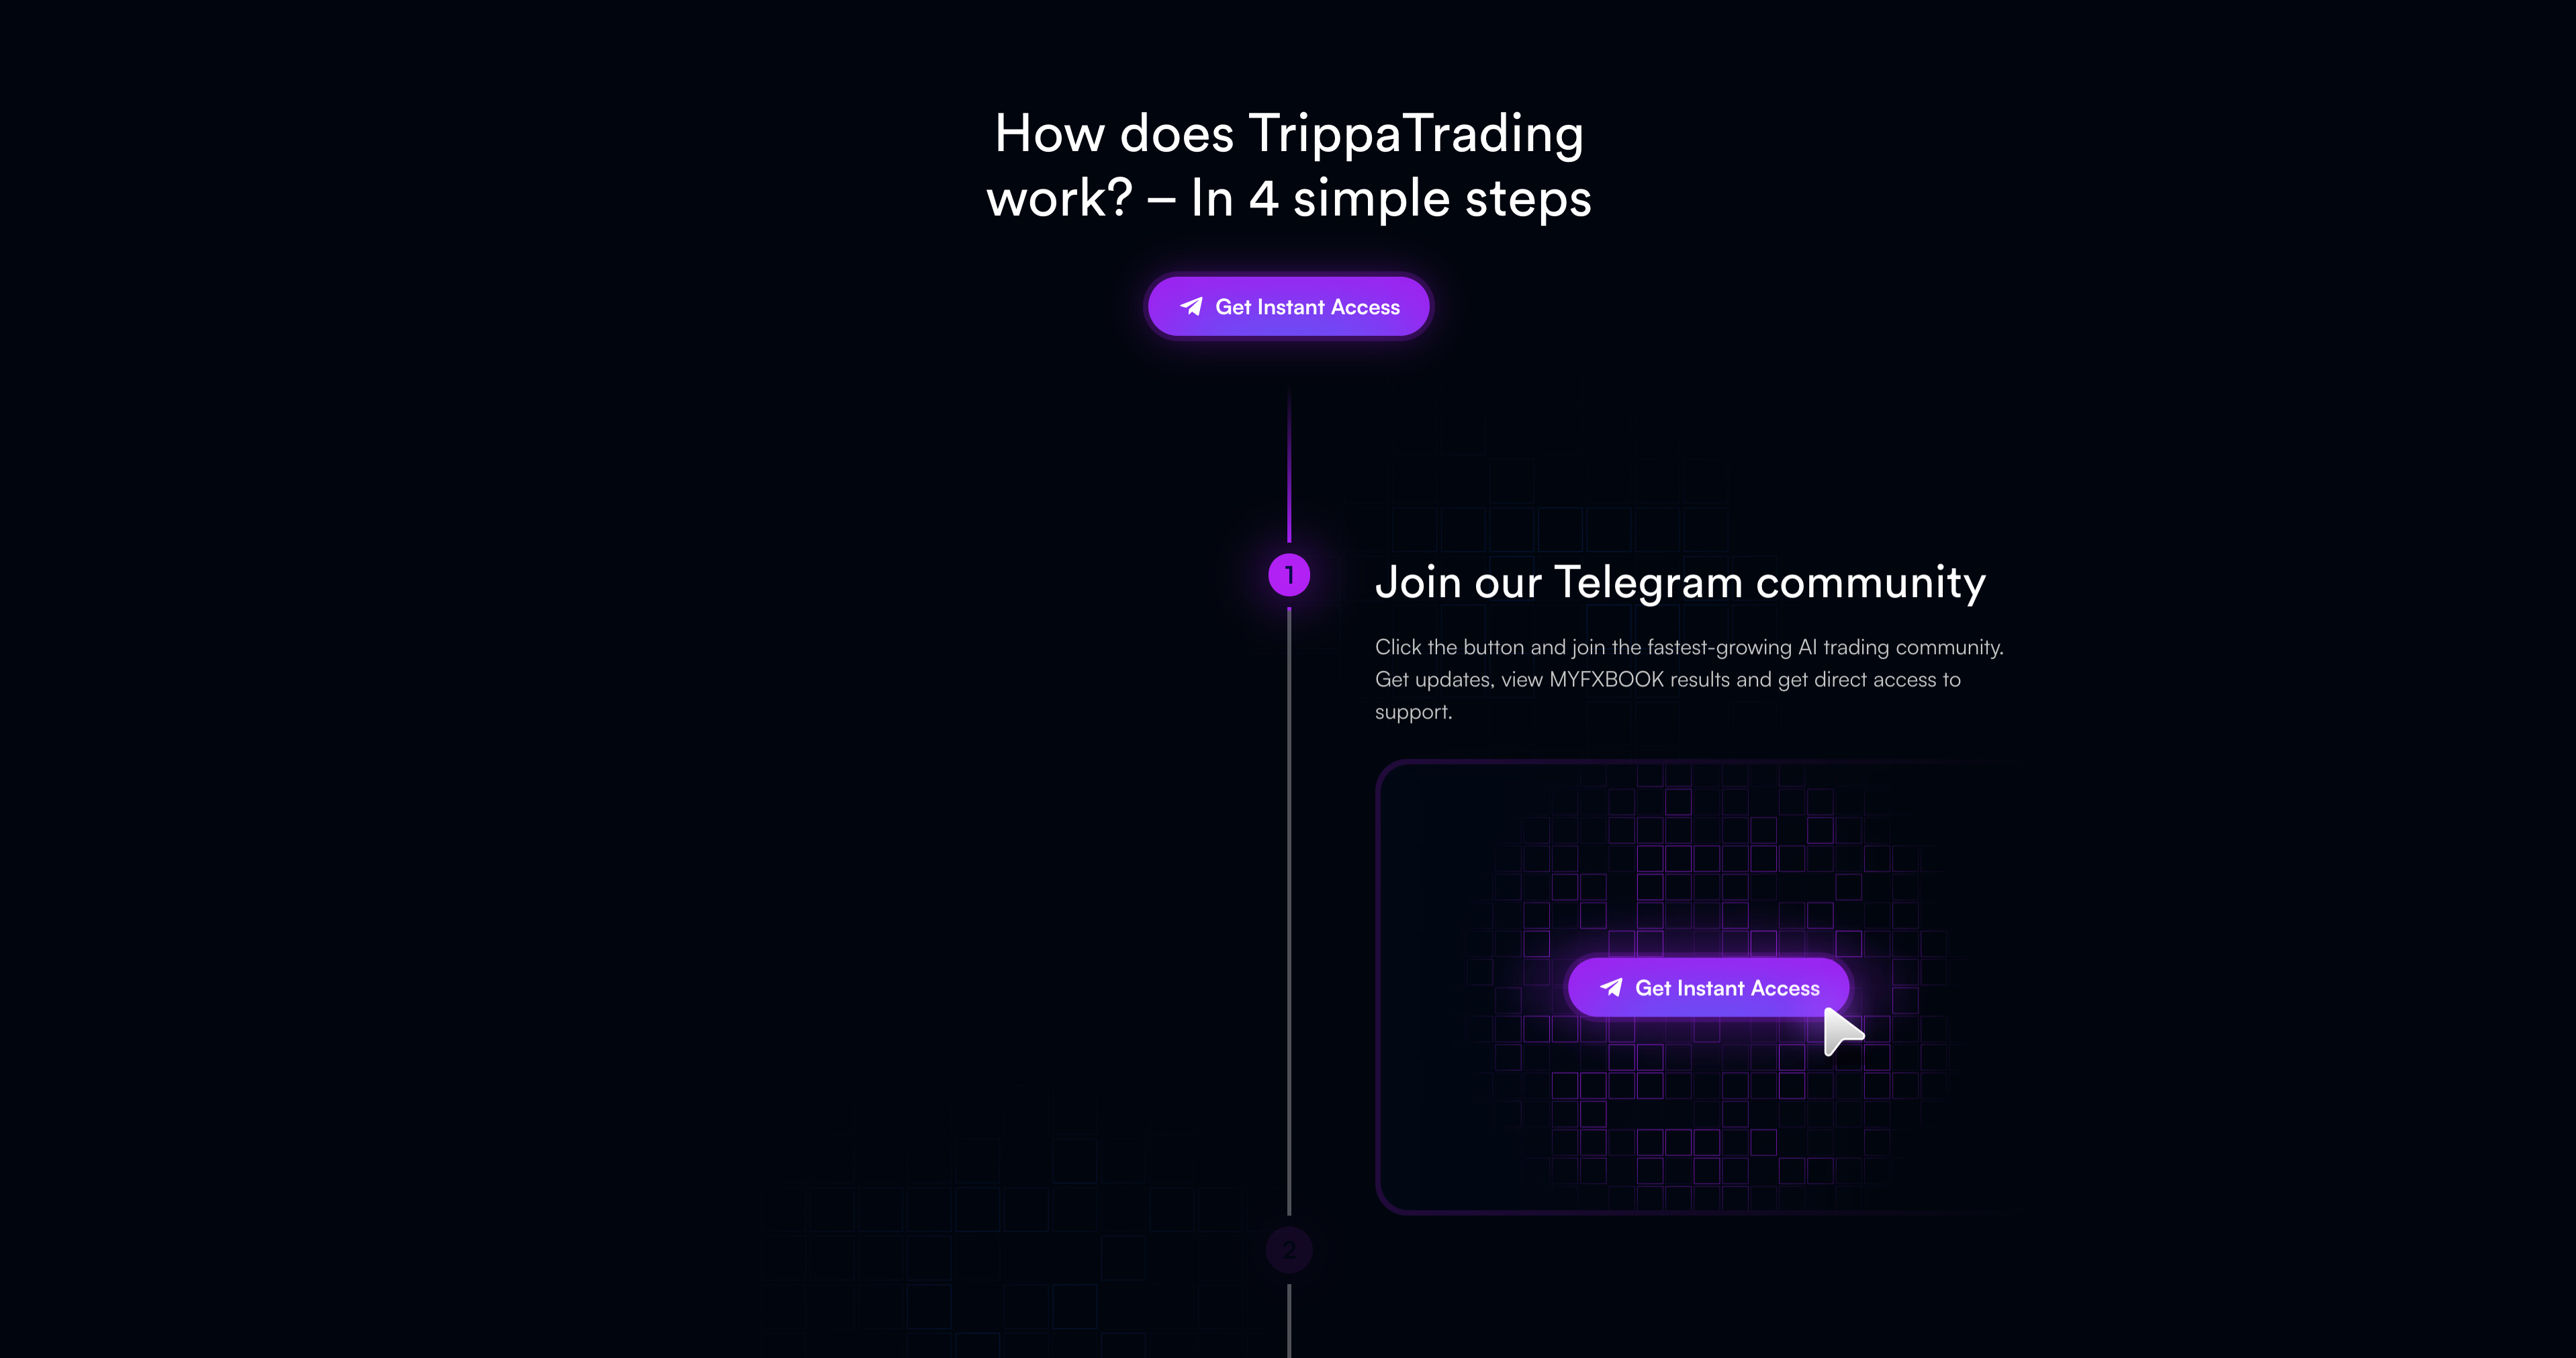 How does TrippaTrading
work? – In 4 simple steps
Get Instant Access
1
Join our Telegram community
Click the button and join the fastest-growing AI trading community.
Get updates, view MYFXBOOK results and get direct access to
support.
Get Instant Access
2